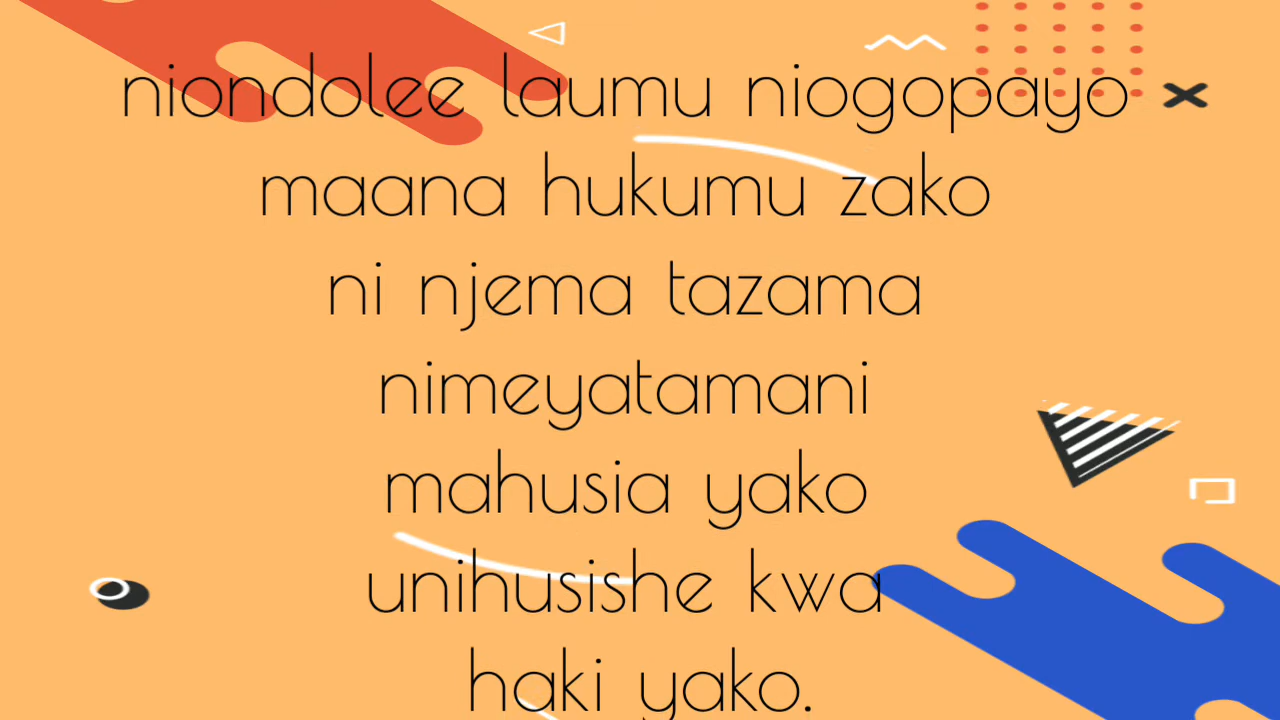 niondolee laumu niogopayo
maana hukumu zako
ni njema tazama
nimeyatamani
mahusia yako
unihusishe kwa
haki yako.